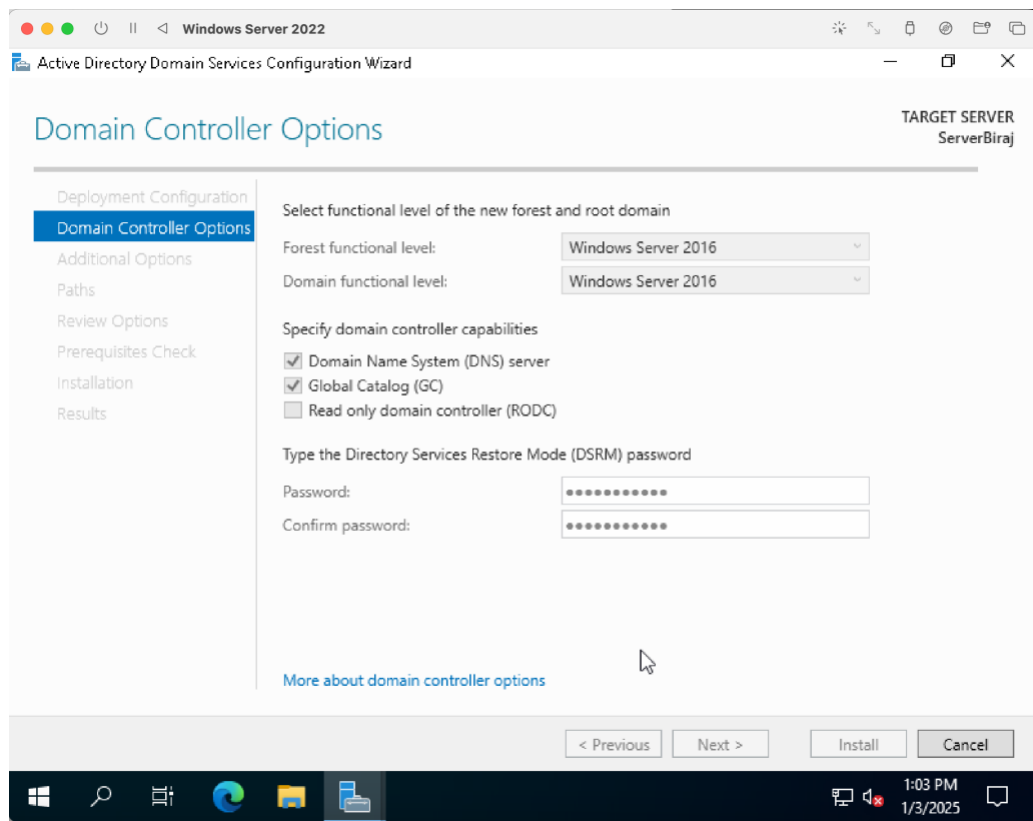 Windows Server 2022
Active Directory Domain Services Configuration Wizard
Domain Controller Options
TARGET SERVER
ServerBiraj
Deployment Configuration
Domain Controller Options
Additional Options
Paths
Review Options
Prerequisites Check
Installation
Results
Select functional level of the new forest and root domain
Forest functional level: Windows Server 2016
Domain functional level: Windows Server 2016
Specify domain controller capabilities
Domain Name System (DNS) server
Global Catalog (GC)
Read only domain controller (RODC)
Type the Directory Services Restore Mode (DSRM) password
Password: •••••••••••
Confirm password: •••••••••••
More about domain controller options
< Previous Next > Install Cancel
1:03 PM
1/3/2025